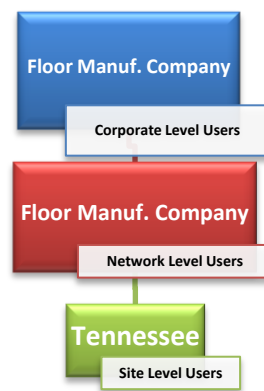 Floor Manuf. Company
Corporate Level Users
Floor Manuf. Company
Network Level Users
Tennessee
Site Level Users